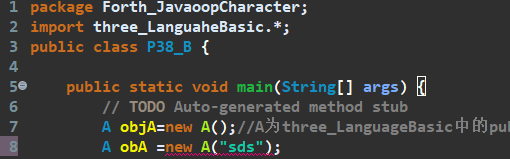 1 package Forth_JavaoopCharacter;
2 import three_LanguaheBasic.*;
3 public class P38_B {
4
5 public static void main(String[] args) {
6 // TODO Auto-generated method stub
7 A objA=new A();//A为three_LanguageBasic中的pu
8 A obA =new A("sds");